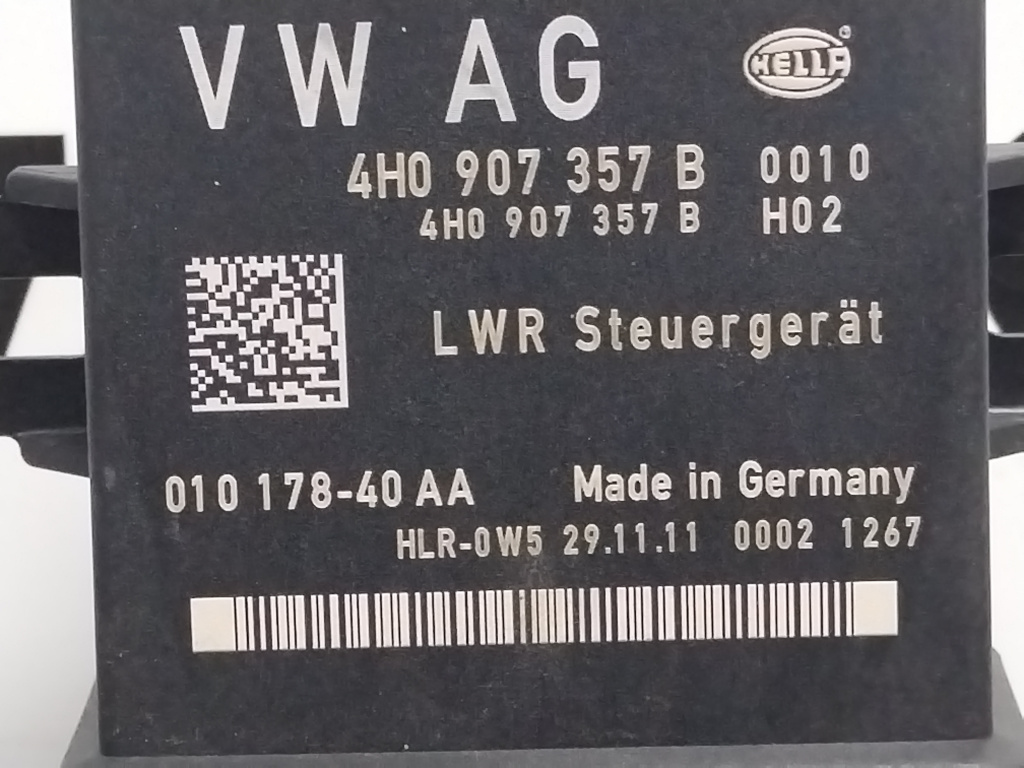 VW AG HELLA®
4H0 907 357 B 0010
4H0 907 357 B H02
LWR Steuergerät
010 178-40 AA Made in Germany
HLR-0W5 29.11.11 0002 1267